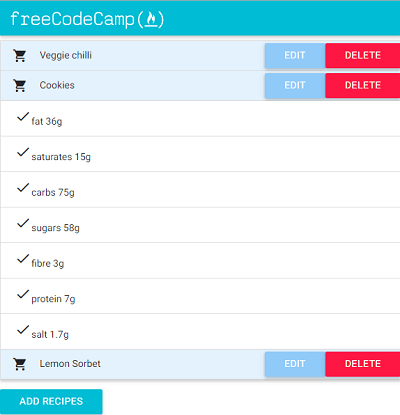 freeCodeCamp(🔥)
Veggie chilli EDIT DELETE
Cookies EDIT DELETE
fat 36g
saturates 15g
carbs 75g
sugars 58g
fibre 3g
protein 7g
salt 1.7g
Lemon Sorbet EDIT DELETE
ADD RECIPES